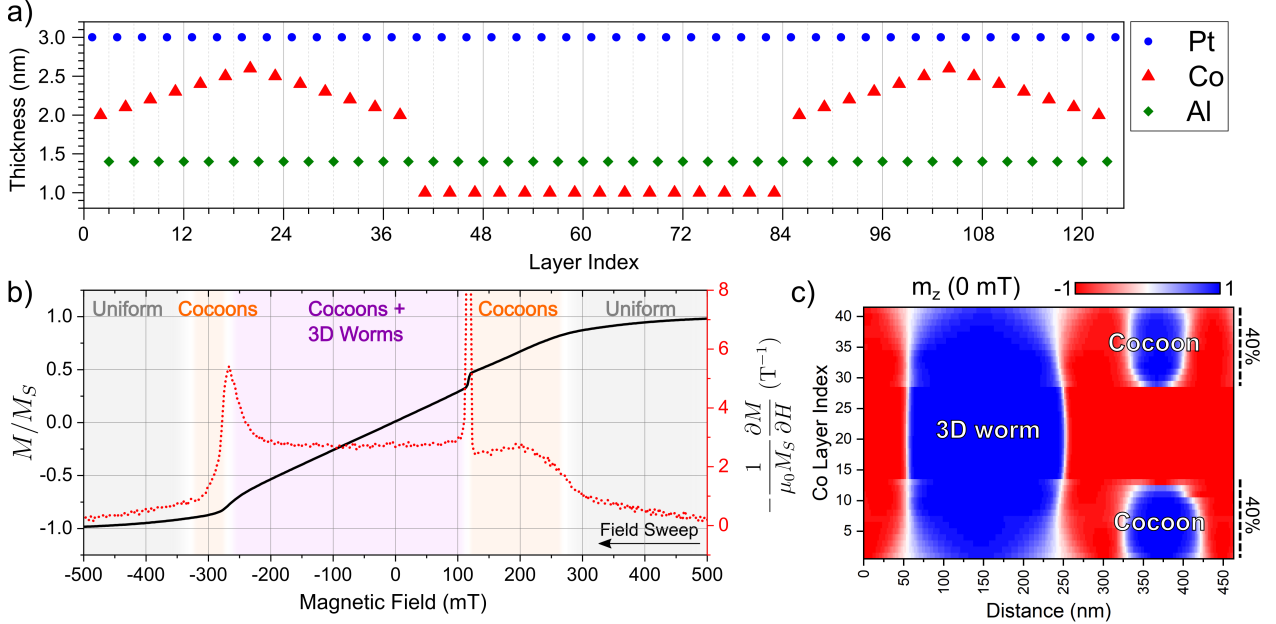 a)
Thickness (nm)
3.0
2.5
2.0
1.5
1.0
0
12
24
36
48
60
72
84
96
108
120
Layer Index
Pt
Co
Al
b)
M/M_S
1.0
0.5
0.0
-0.5
-1.0
Uniform
Cocoons
Cocoons +
3D Worms
Cocoons
Uniform
Field Sweep
8
6
4
2
0
-500
-400
-300
-200
-100
0
100
200
300
400
500
Magnetic Field (mT)
− 1/(μ₀M_S) ∂M/∂H (T⁻¹)
c)
m_z (0 mT)
-1
1
Co Layer Index
40
35
30
25
20
15
10
5
Cocoon
3D worm
Cocoon
40%
40%
0
50
100
150
200
250
300
350
400
450
Distance (nm)